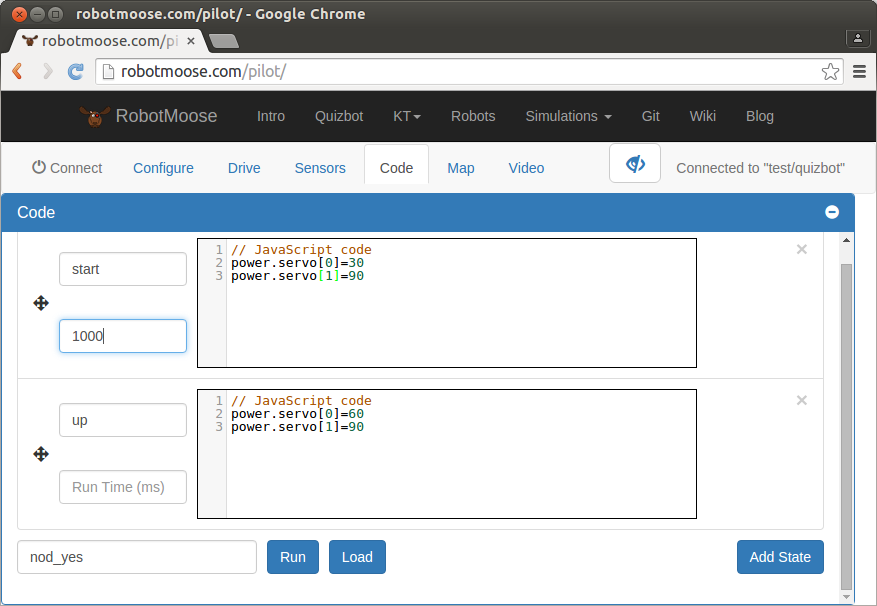 robotmoose.com/pilot/ - Google Chrome
robotmoose.com/pi
robotmoose.com/pilot/
RobotMoose Intro Quizbot KT Robots Simulations Git Wiki Blog
Connect Configure Drive Sensors Code Map Video Connected to "test/quizbot"
Code
start
1000
1 // JavaScript code
2 power.servo[0]=30
3 power.servo[1]=90
×
up
Run Time (ms)
1 // JavaScript code
2 power.servo[0]=60
3 power.servo[1]=90
×
nod_yes Run Load Add State